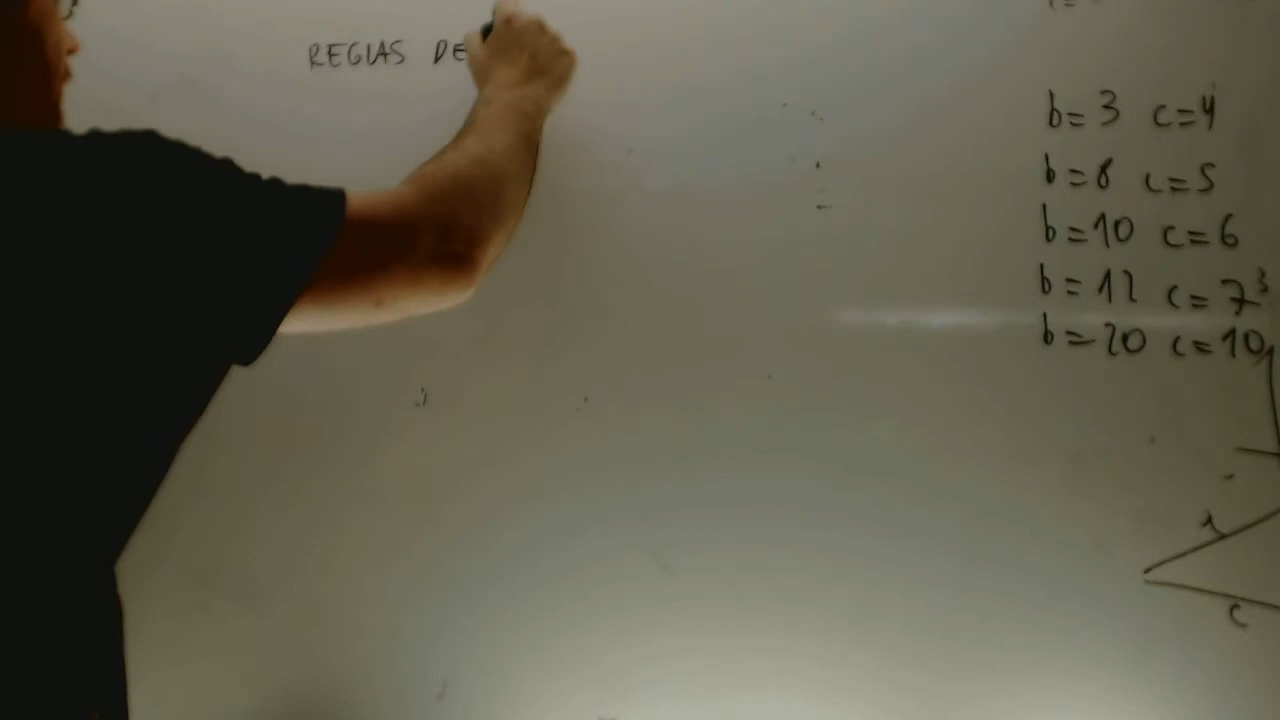 REGLAS DE
b=3 c=4
b=8 c=5
b=10 c=6
b=12 c=7
b=20 c=10
c